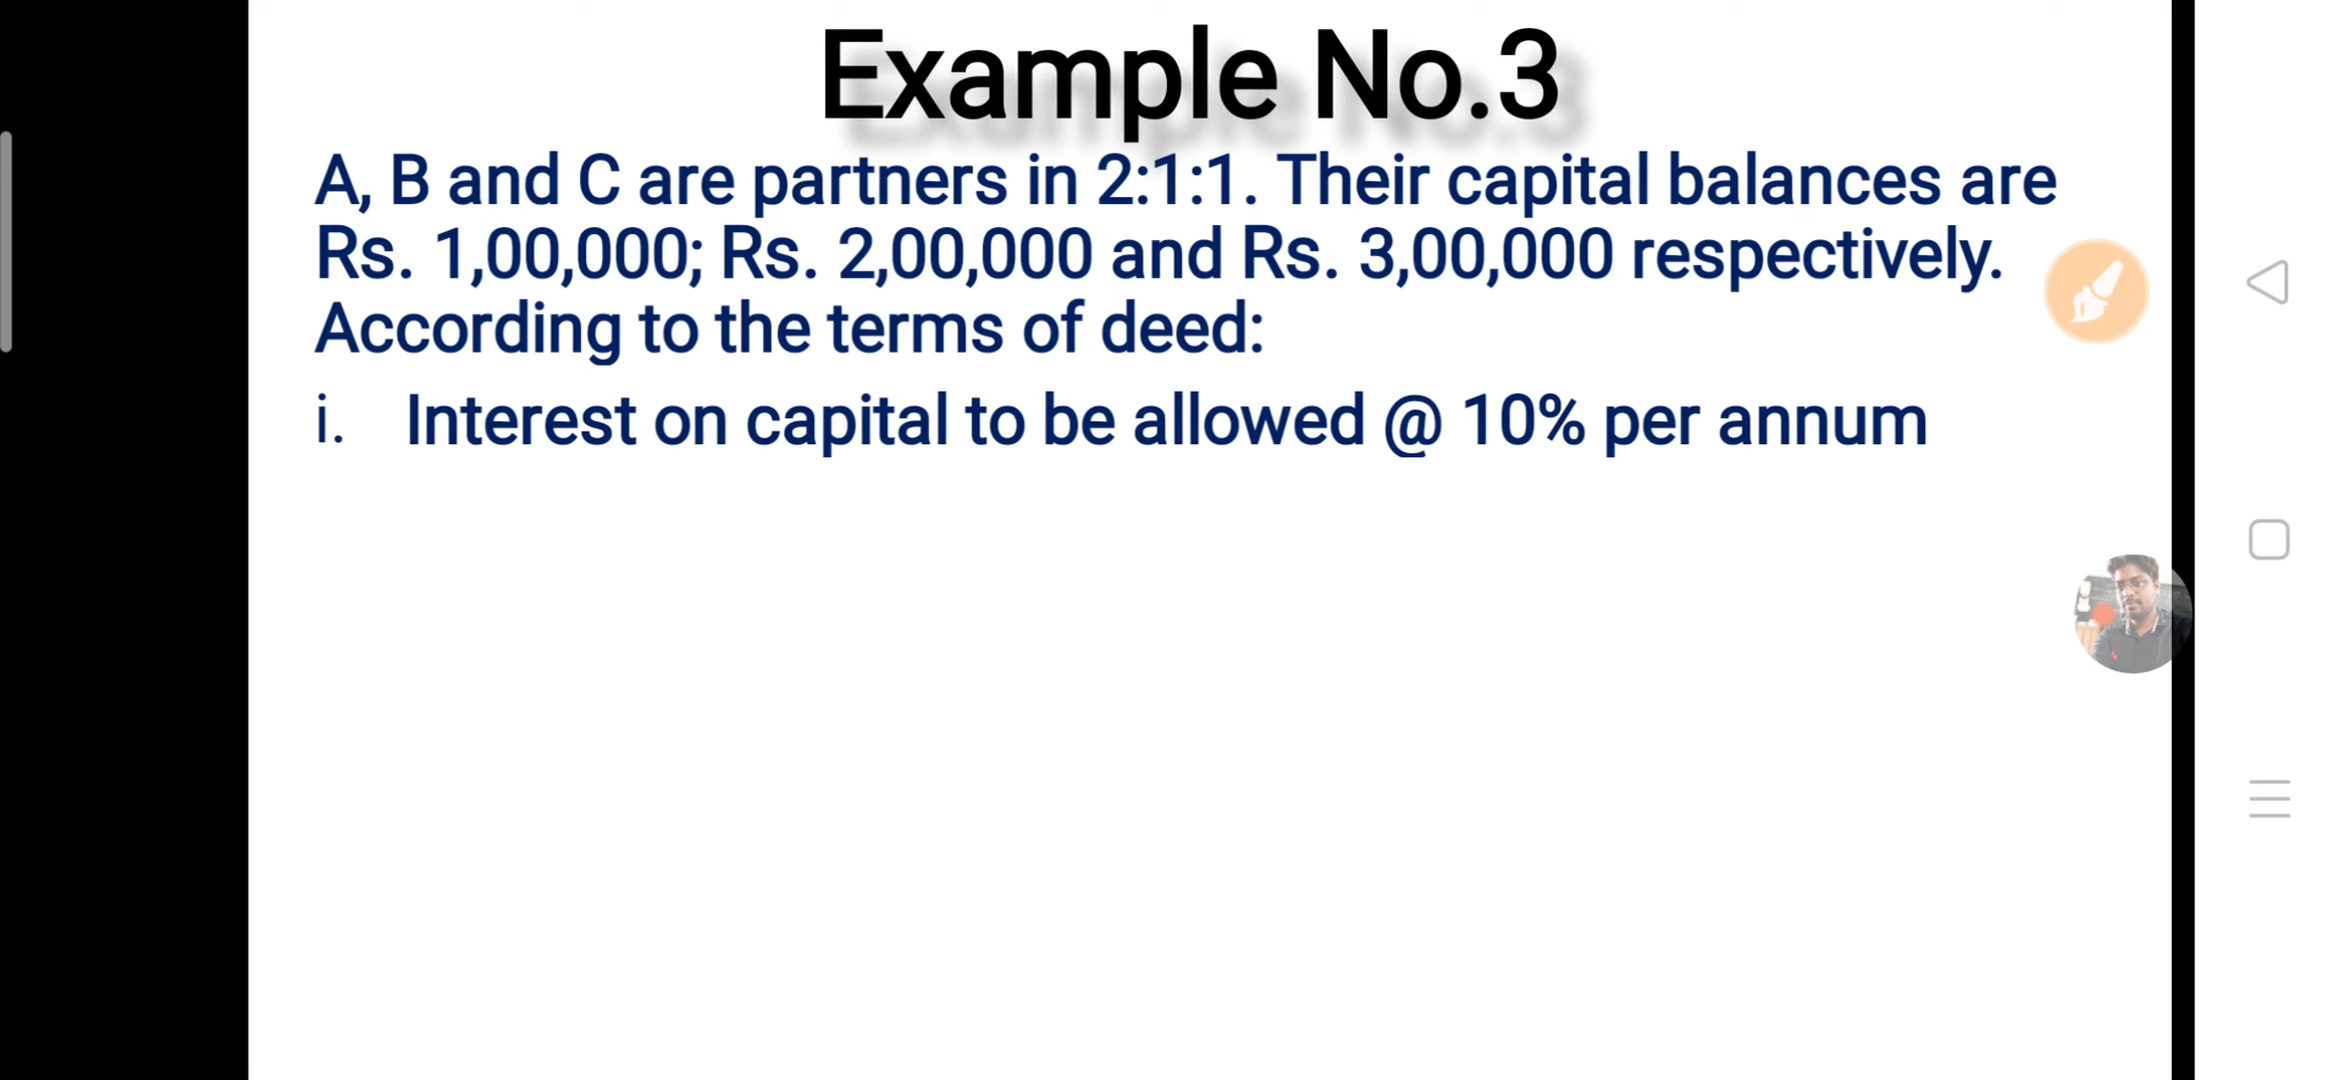 Example No.3
A, B and C are partners in 2:1:1. Their capital balances are
Rs. 1,00,000; Rs. 2,00,000 and Rs. 3,00,000 respectively.
According to the terms of deed:
i. Interest on capital to be allowed @ 10% per annum